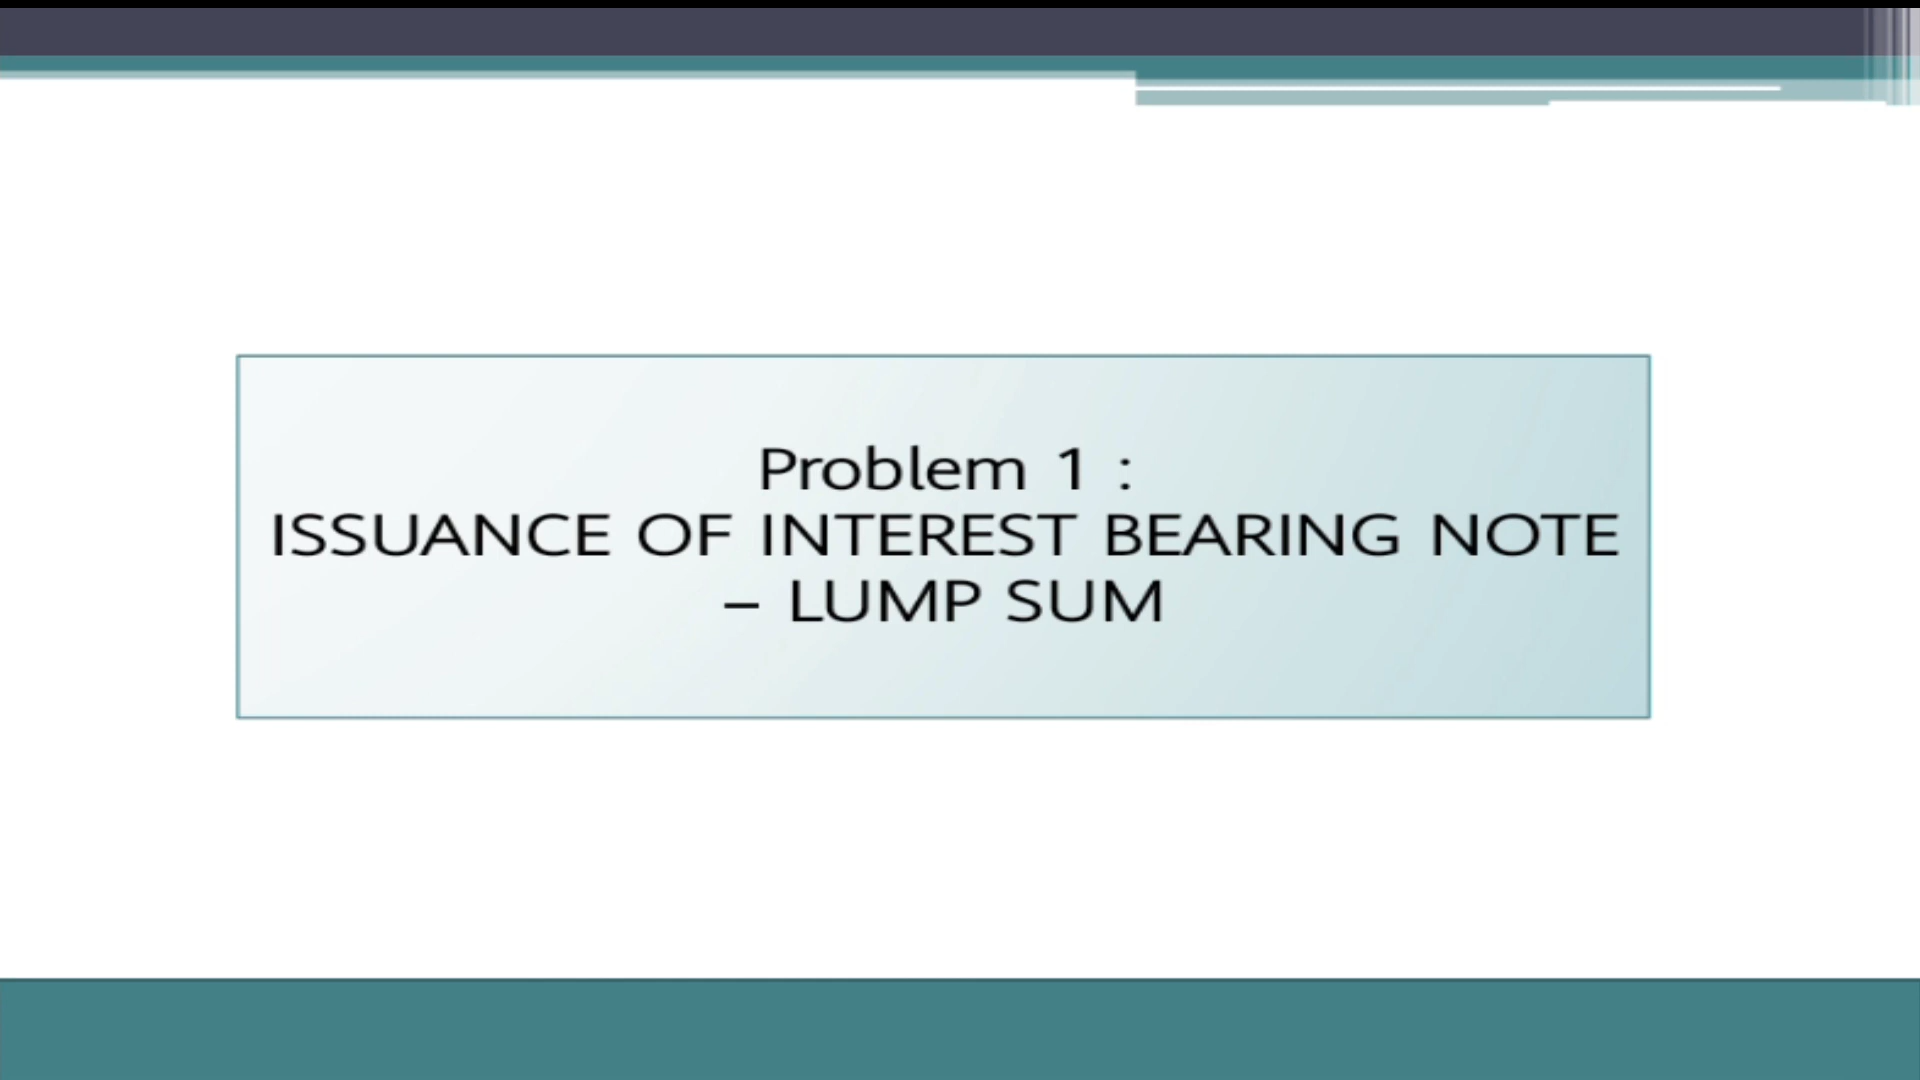 Problem 1 :
ISSUANCE OF INTEREST BEARING NOTE
– LUMP SUM